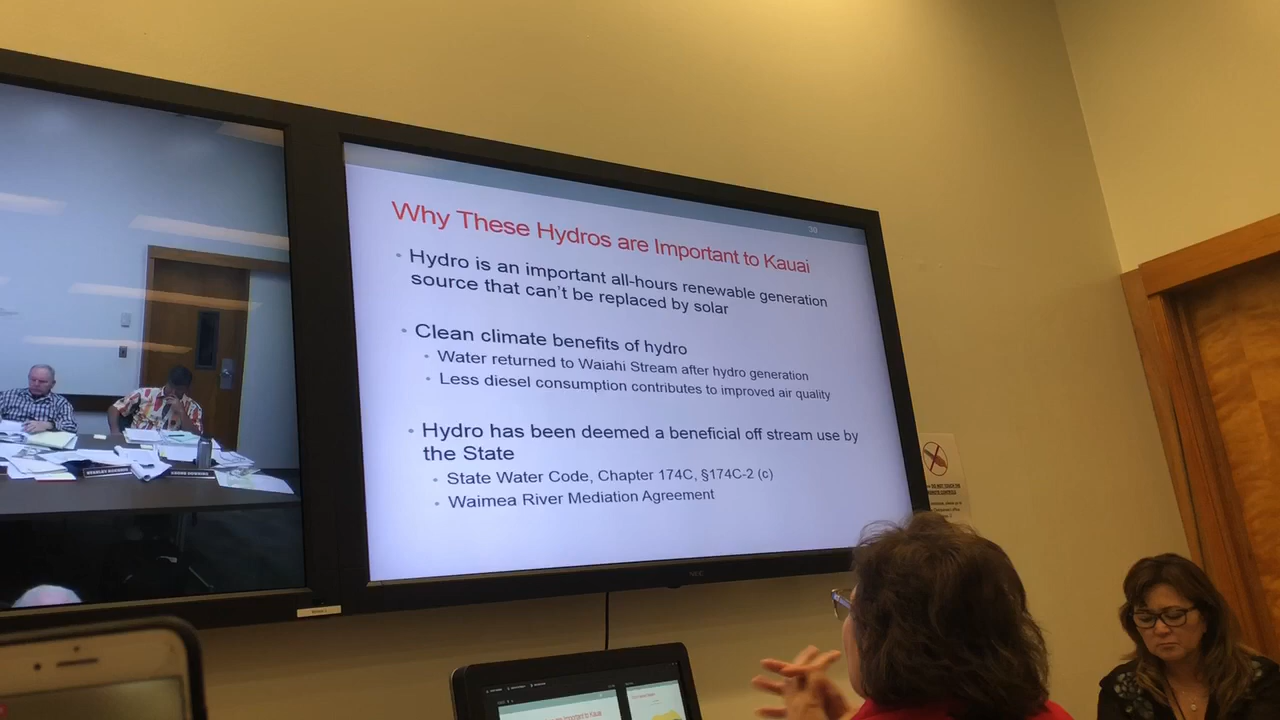 30
Why These Hydros are Important to Kauai
• Hydro is an important all-hours renewable generation
source that can't be replaced by solar
• Clean climate benefits of hydro
• Water returned to Waiahi Stream after hydro generation
• Less diesel consumption contributes to improved air quality
• Hydro has been deemed a beneficial off stream use by
the State
• State Water Code, Chapter 174C, §174C-2 (c)
• Waimea River Mediation Agreement
NEC